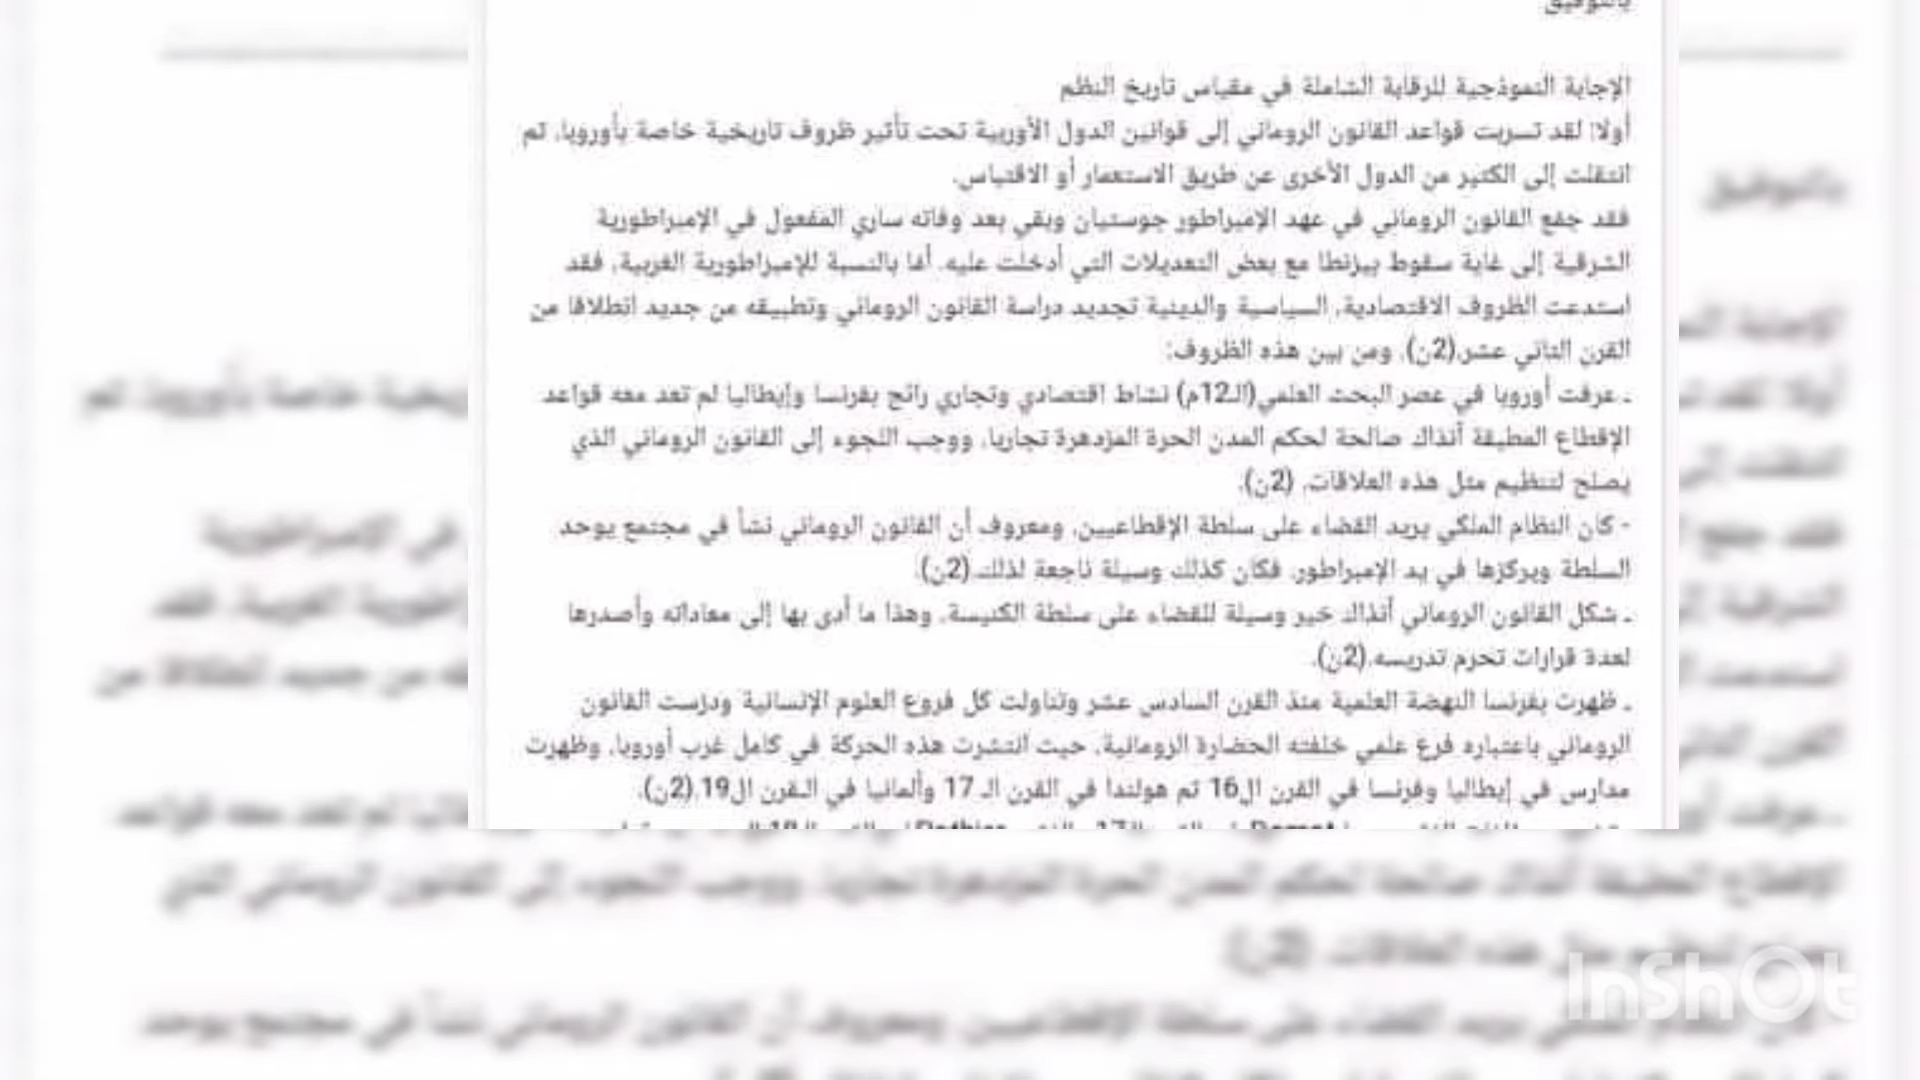 بالتوفيق
الإجابة النموذجية للرقابة الشاملة في مقياس تاريخ النظم
أولا: لقد تسربت قواعد القانون الروماني إلى قوانين الدول الأوربية تحت تأثير ظروف تاريخية خاصة بأوروبا، ثم
انتقلت إلى الكثير من الدول الأخرى عن طريق الاستعمار أو الاقتباس.
فقد جمع القانون الروماني في عهد الإمبراطور جوستيان وبقي بعد وفاته ساري المفعول في الإمبراطورية
الشرقية إلى غاية سقوط بيزنطا مع بعض التعديلات التي أدخلت عليه. أما بالنسبة للإمبراطورية الغربية، فقد
استدعت الظروف الاقتصادية، السياسية والدينية تجديد دراسة القانون الروماني وتطبيقه من جديد انطلاقا من
القرن الثاني عشر.(2ن)، ومن بين هذه الظروف:
ـ عرفت أوروبا في عصر البحث العلمي(الـ12م) نشاط اقتصادي وتجاري رائج بفرنسا وإيطاليا لم تعد معه قواعد
الإقطاع المطبقة آنذاك صالحة لحكم المدن الحرة المزدهرة تجاريا، ووجب اللجوء إلى القانون الروماني الذي
يصلح لتنظيم مثل هذه العلاقات. (2ن).
- كان النظام الملكي يريد القضاء على سلطة الإقطاعيين، ومعروف أن القانون الروماني نشأ في مجتمع يوحد
السلطة ويركزها في يد الإمبراطور، فكان كذلك وسيلة ناجعة لذلك.(2ن).
ـ شكل القانون الروماني آنذاك خير وسيلة للقضاء على سلطة الكنيسة، وهذا ما أدى بها إلى معاداته وأصدرها
لعدة قرارات تحرم تدريسه.(2ن).
ـ ظهرت بفرنسا النهضة العلمية منذ القرن السادس عشر وتناولت كل فروع العلوم الإنسانية ودرست القانون
الروماني باعتباره فرع علمي خلفته الحضارة الرومانية، حيث انتشرت هذه الحركة في كامل غرب أوروبا، وظهرت
مدارس في إيطاليا وفرنسا في القرن ال16 ثم هولندا في القرن الـ 17 وألمانيا في القرن ال19.(2ن).
InShOt